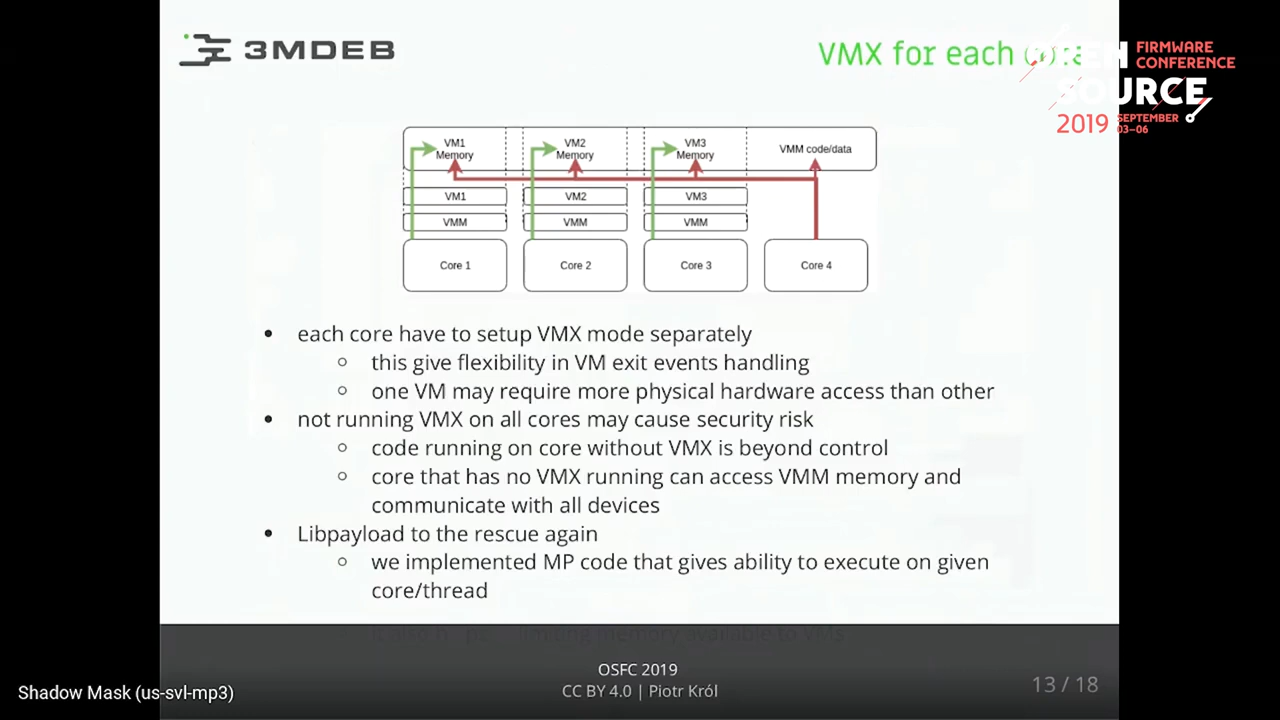 3MDEB
VMX for each core
OPEN SOURCE
FIRMWARE
CONFERENCE
2019
SEPTEMBER
03–06
VM1
Memory
VM2
Memory
VM3
Memory
VMM code/data
VM1
VM2
VM3
VMM
VMM
VMM
Core 1
Core 2
Core 3
Core 4
• each core have to setup VMX mode separately
○ this give flexibility in VM exit events handling
○ one VM may require more physical hardware access than other
• not running VMX on all cores may cause security risk
○ code running on core without VMX is beyond control
○ core that has no VMX running can access VMM memory and
communicate with all devices
• Libpayload to the rescue again
○ we implemented MP code that gives ability to execute on given
core/thread
memory available to VMs
OSFC 2019
CC BY 4.0 | Piotr Król
13 / 18
Shadow Mask (us-svl-mp3)